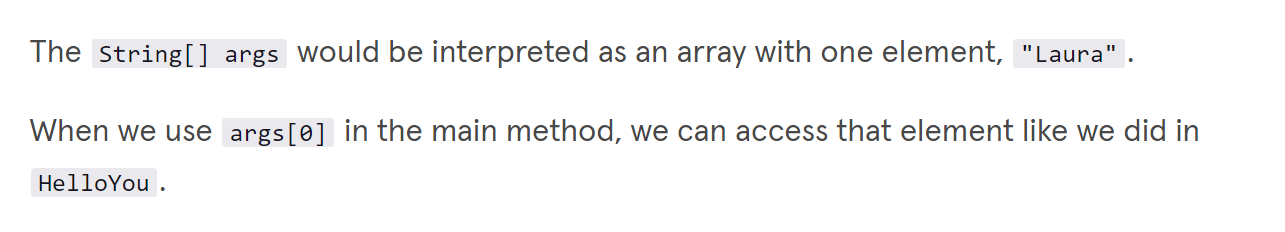 The String[] args would be interpreted as an array with one element, "Laura".
When we use args[0] in the main method, we can access that element like we did in
HelloYou.